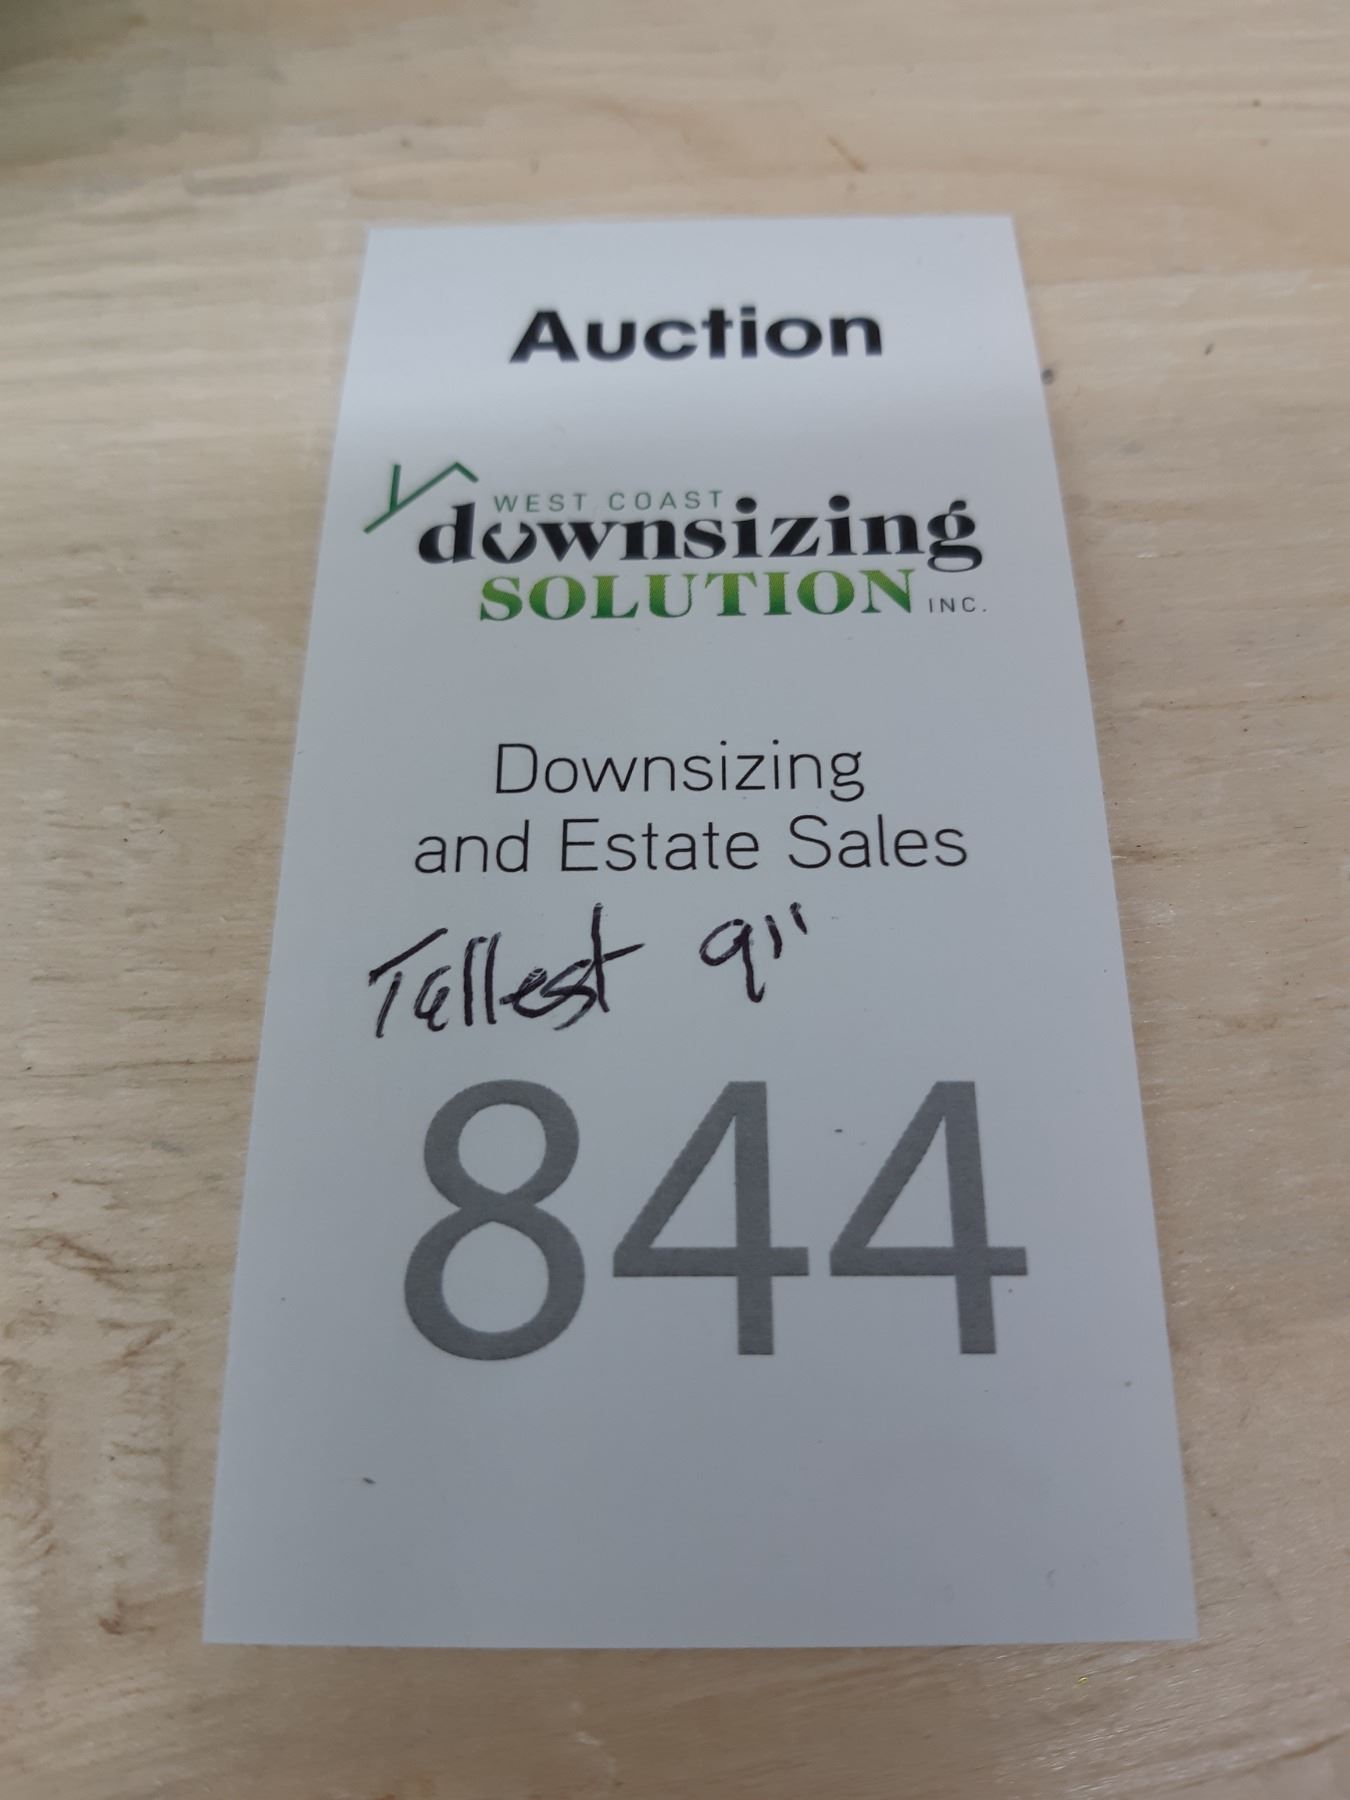 Auction
WEST COAST
downsizing
SOLUTION INC.
Downsizing
and Estate Sales
Tallest 9"
844